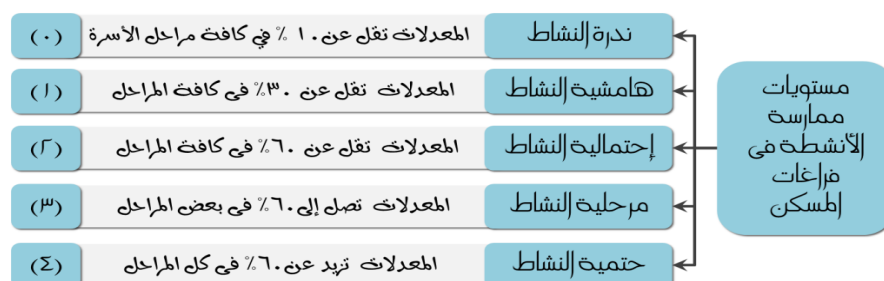 مستويات
ممارسة
الأنشطة فى
فراغات
المسكن
ندرة النشاط
المعدلات تقل عن ١٠ % في كافة مراحل الأسرة
(٠)
هامشية النشاط
المعدلات تقل عن ٣٠% فى كافة المراحل
(١)
إحتمالية النشاط
المعدلات تقل عن ٦٠% فى كافة المراحل
(٢)
مرحلية النشاط
المعدلات تصل إلى ٦٠% فى بعض المراحل
(٣)
حتمية النشاط
المعدلات تزيد عن ٦٠% فى كل المراحل
(٤)